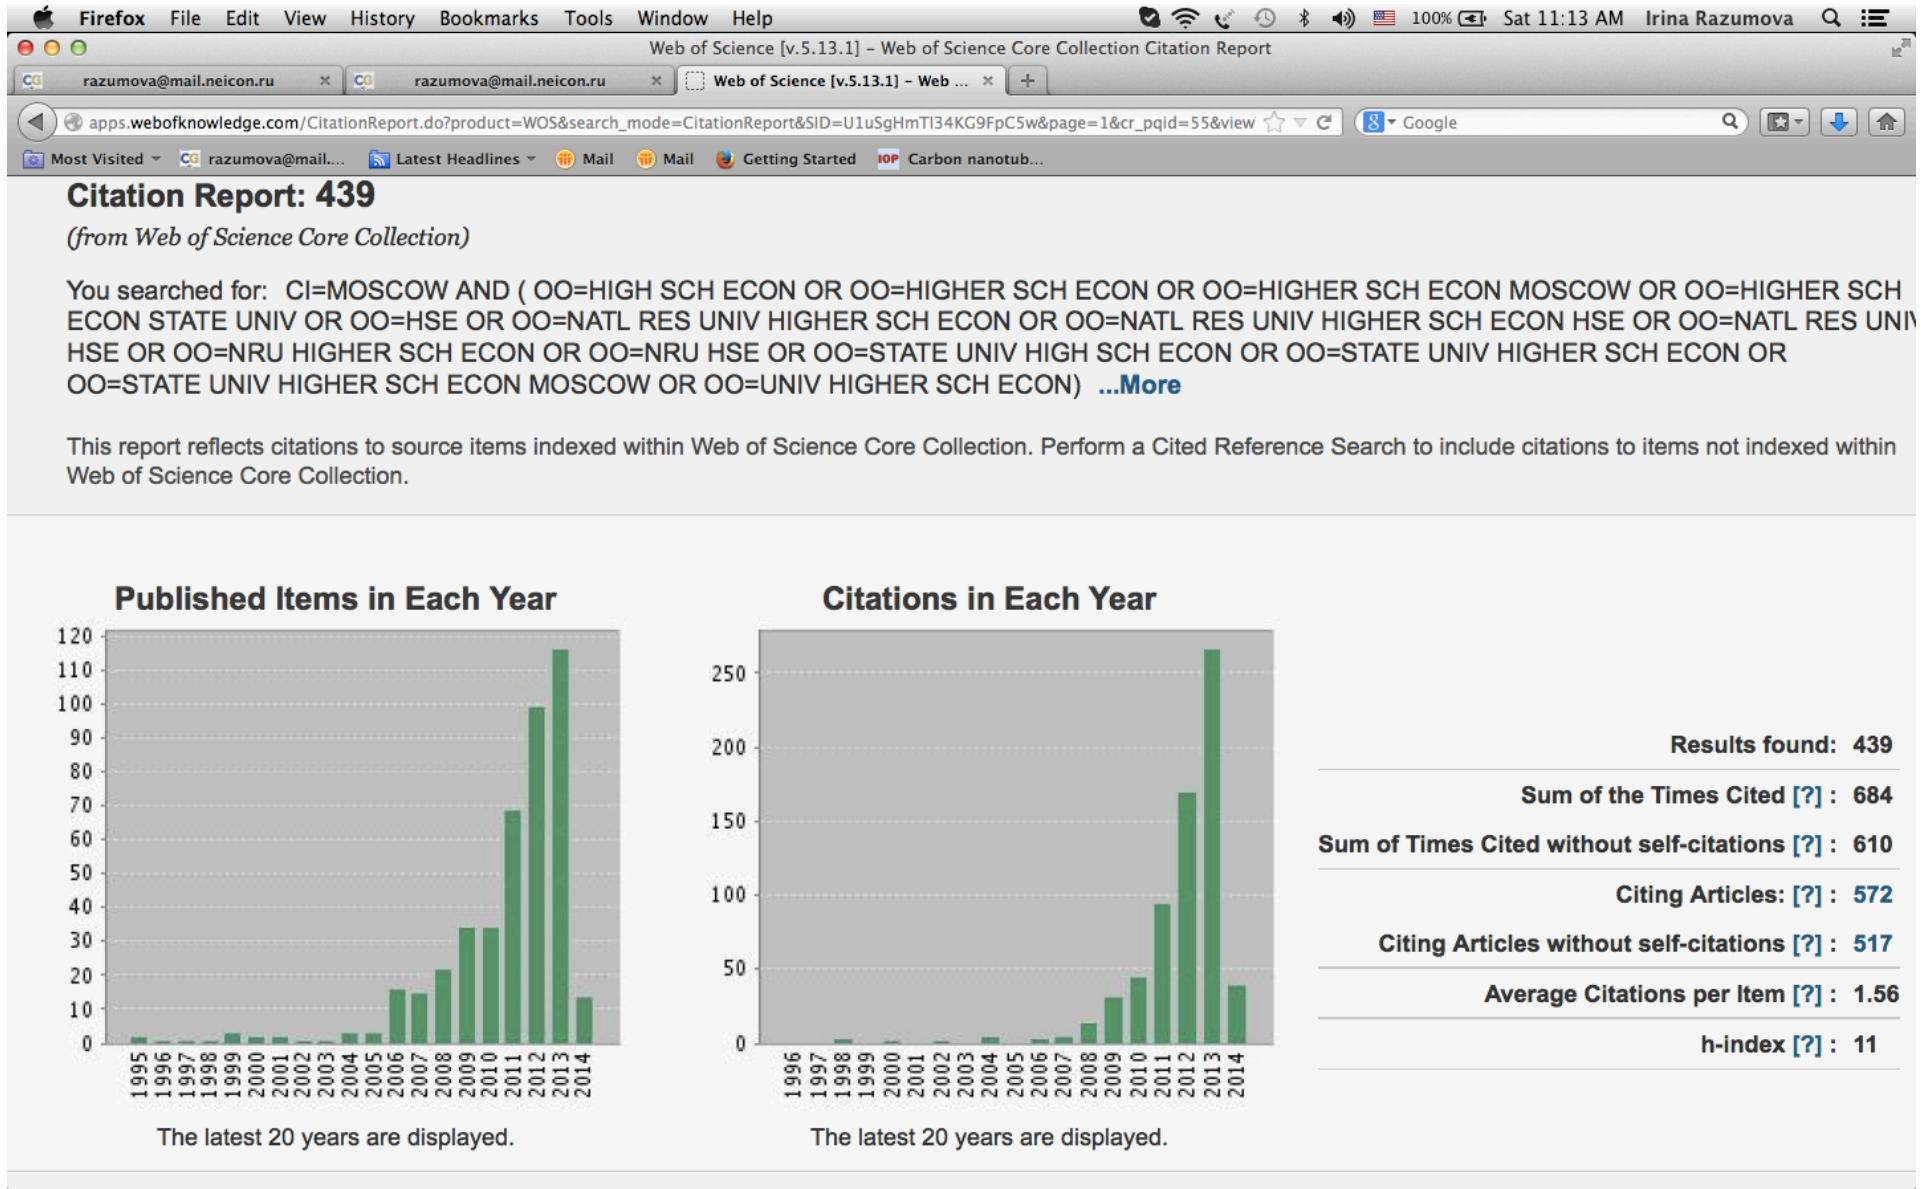 Firefox File Edit View History Bookmarks Tools Window Help 100% Sat 11:13 AM Irina Razumova
Web of Science [v.5.13.1] – Web of Science Core Collection Citation Report
CG razumova@mail.neicon.ru × CG razumova@mail.neicon.ru × Web of Science [v.5.13.1] – Web ... × +
apps.webofknowledge.com/CitationReport.do?product=WOS&search_mode=CitationReport&SID=U1uSgHmTI34KG9FpC5w&page=1&cr_pqid=55&view 8 Google
Most Visited CG razumova@mail.... Latest Headlines Mail Mail Getting Started IOP Carbon nanotub...
Citation Report: 439
(from Web of Science Core Collection)
You searched for: CI=MOSCOW AND ( OO=HIGH SCH ECON OR OO=HIGHER SCH ECON OR OO=HIGHER SCH ECON MOSCOW OR OO=HIGHER SCH
ECON STATE UNIV OR OO=HSE OR OO=NATL RES UNIV HIGHER SCH ECON OR OO=NATL RES UNIV HIGHER SCH ECON HSE OR OO=NATL RES UNIV
HSE OR OO=NRU HIGHER SCH ECON OR OO=NRU HSE OR OO=STATE UNIV HIGH SCH ECON OR OO=STATE UNIV HIGHER SCH ECON OR
OO=STATE UNIV HIGHER SCH ECON MOSCOW OR OO=UNIV HIGHER SCH ECON) ...More
This report reflects citations to source items indexed within Web of Science Core Collection. Perform a Cited Reference Search to include citations to items not indexed within
Web of Science Core Collection.
Published Items in Each Year
120
110
100
90
80
70
60
50
40
30
20
10
0
1995 1996 1997 1998 1999 2000 2001 2002 2003 2004 2005 2006 2007 2008 2009 2010 2011 2012 2013 2014
The latest 20 years are displayed.
Citations in Each Year
250
200
150
100
50
0
1996 1997 1998 1999 2000 2001 2002 2003 2004 2005 2006 2007 2008 2009 2010 2011 2012 2013 2014
The latest 20 years are displayed.
Results found: 439
Sum of the Times Cited [?] : 684
Sum of Times Cited without self-citations [?] : 610
Citing Articles: [?] : 572
Citing Articles without self-citations [?] : 517
Average Citations per Item [?] : 1.56
h-index [?] : 11